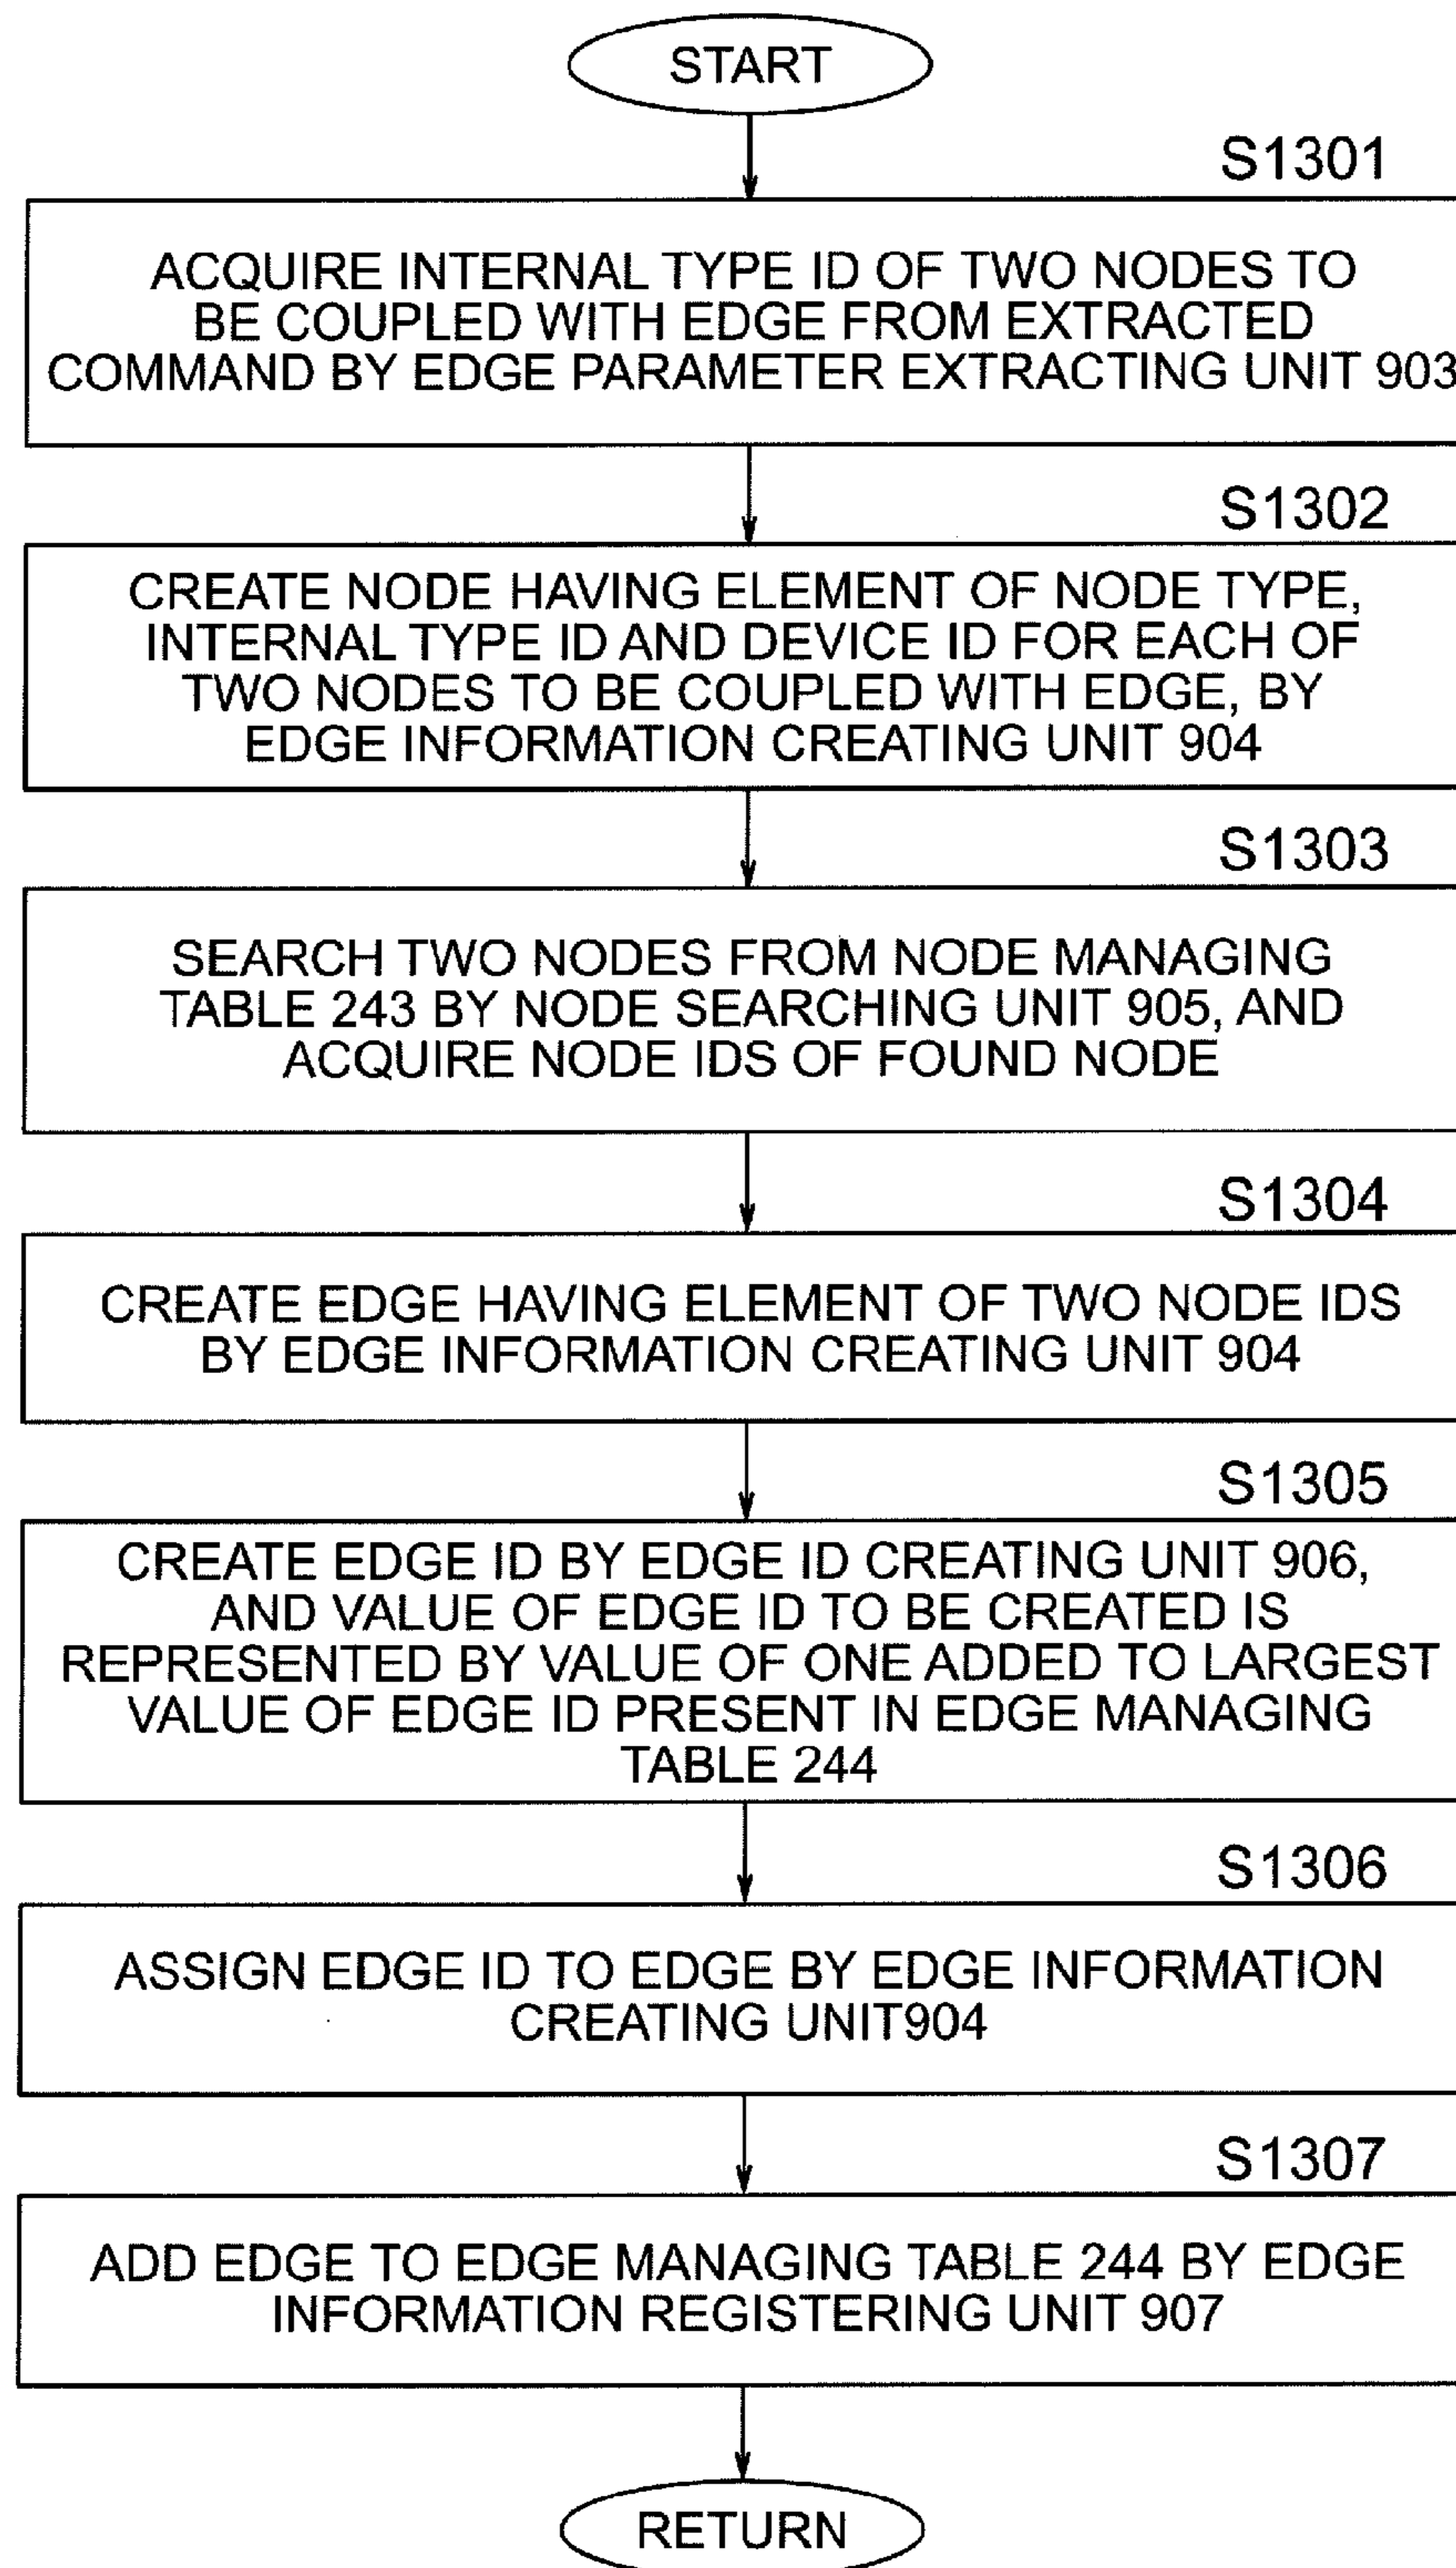 START
S1301
ACQUIRE INTERNAL TYPE ID OF TWO NODES TO
BE COUPLED WITH EDGE FROM EXTRACTED
COMMAND BY EDGE PARAMETER EXTRACTING UNIT 903
S1302
CREATE NODE HAVING ELEMENT OF NODE TYPE,
INTERNAL TYPE ID AND DEVICE ID FOR EACH OF
TWO NODES TO BE COUPLED WITH EDGE, BY
EDGE INFORMATION CREATING UNIT 904
S1303
SEARCH TWO NODES FROM NODE MANAGING
TABLE 243 BY NODE SEARCHING UNIT 905, AND
ACQUIRE NODE IDS OF FOUND NODE
S1304
CREATE EDGE HAVING ELEMENT OF TWO NODE IDS
BY EDGE INFORMATION CREATING UNIT 904
S1305
CREATE EDGE ID BY EDGE ID CREATING UNIT 906,
AND VALUE OF EDGE ID TO BE CREATED IS
REPRESENTED BY VALUE OF ONE ADDED TO LARGEST
VALUE OF EDGE ID PRESENT IN EDGE MANAGING
TABLE 244
S1306
ASSIGN EDGE ID TO EDGE BY EDGE INFORMATION
CREATING UNIT904
S1307
ADD EDGE TO EDGE MANAGING TABLE 244 BY EDGE
INFORMATION REGISTERING UNIT 907
RETURN